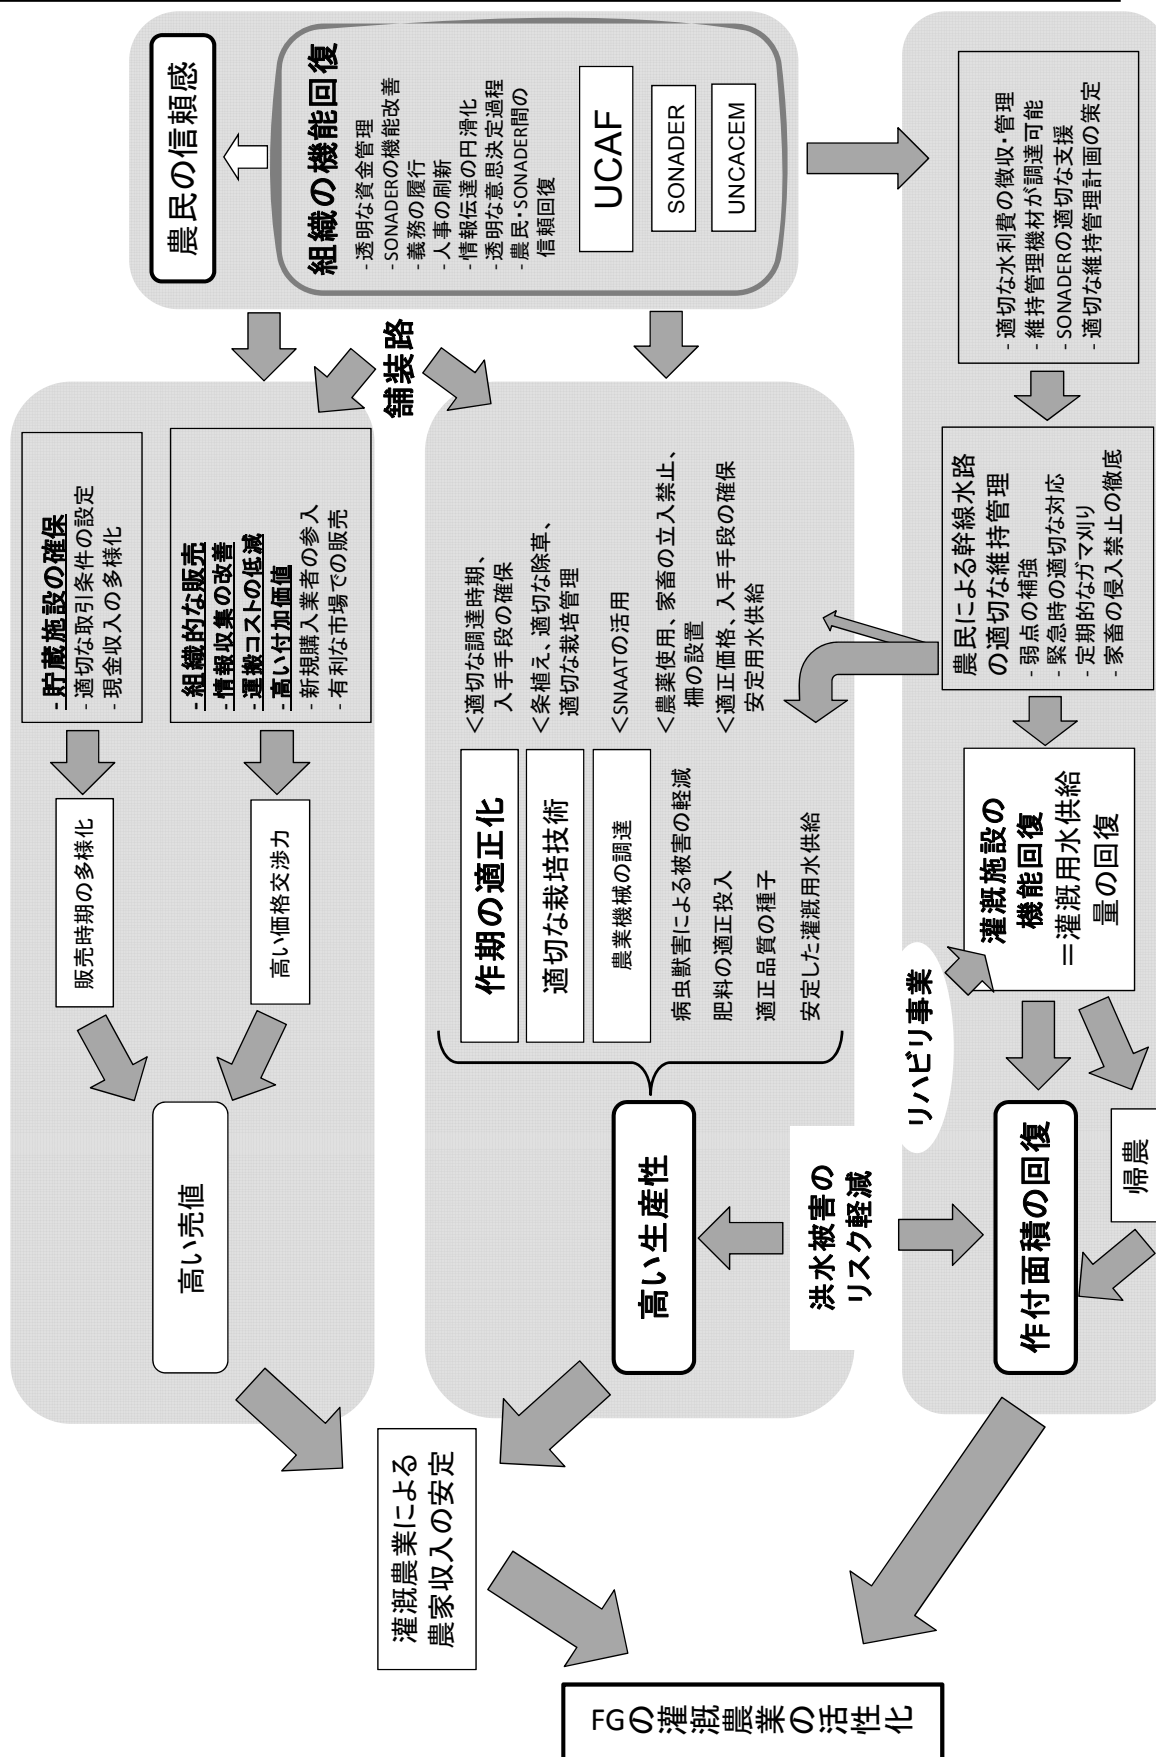 FGの灌漑農業の活性化
灌漑農業による
農家収入の安定
高い売値
販売時期の多様化
高い価格交渉力
- 貯蔵施設の確保
- 適切な取引条件の設定
- 現金収入の多様化
- 組織的な販売
- 情報収集の改善
- 運搬コストの低減
- 高い付加価値
- 新規購入業者の参入
- 有利な市場での販売
舗装路
農民の信頼感
組織の機能回復
- 透明な資金管理
- SONADERの機能改善
- 義務の履行
- 人事の刷新
- 情報伝達の円滑化
- 透明な意思決定過程
- 農民・SONADER間の
信頼回復
UCAF
SONADER
UNCACEM
高い生産性
作期の適正化
適切な栽培技術
農業機械の調達
病虫獣害による被害の軽減
肥料の適正投入
適正品質の種子
安定した灌漑用水供給
<適切な調達時期、
入手手段の確保
<条植え、適切な除草、
適切な栽培管理
<SNAATの活用
<農薬使用、家畜の立入禁止、
柵の設置
<適正価格、入手手段の確保
安定用水供給
洪水被害の
リスク軽減
リハビリ事業
作付面積の回復
帰農
灌漑施設の
機能回復
=灌漑用水供給
量の回復
農民による幹線水路
の適切な維持管理
- 弱点の補強
- 緊急時の適切な対応
- 定期的なガマ刈り
- 家畜の侵入禁止の徹底
- 適切な水利費の徴収・管理
- 維持管理機材が調達可能
- SONADERの適切な支援
- 適切な維持管理計画の策定